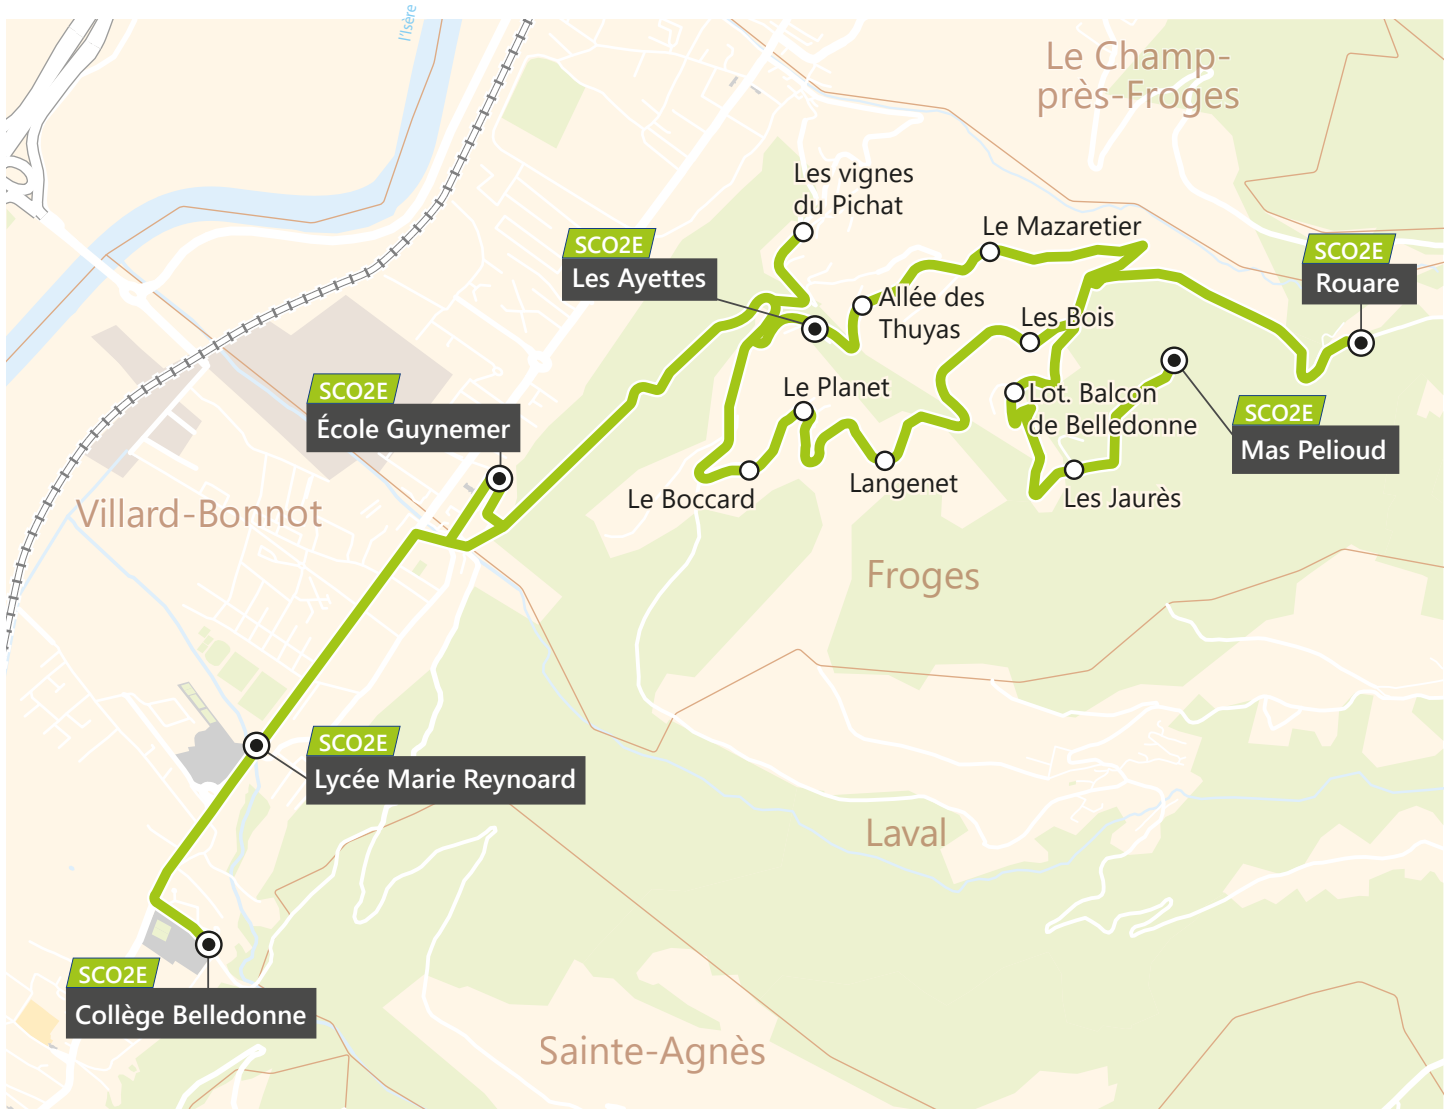 l'Isère
Le Champ-
près-Froges
Les vignes
du Pichat
Le Mazaretier
SCO2E
Les Ayettes
SCO2E
Rouare
Allée des
Thuyas
Les Bois
SCO2E
École Guynemer
Le Planet
Lot. Balcon
de Belledonne
SCO2E
Mas Pelioud
Villard-Bonnot
Le Boccard
Langenet
Les Jaurès
Froges
SCO2E
Lycée Marie Reynoard
Laval
SCO2E
Collège Belledonne
Sainte-Agnès